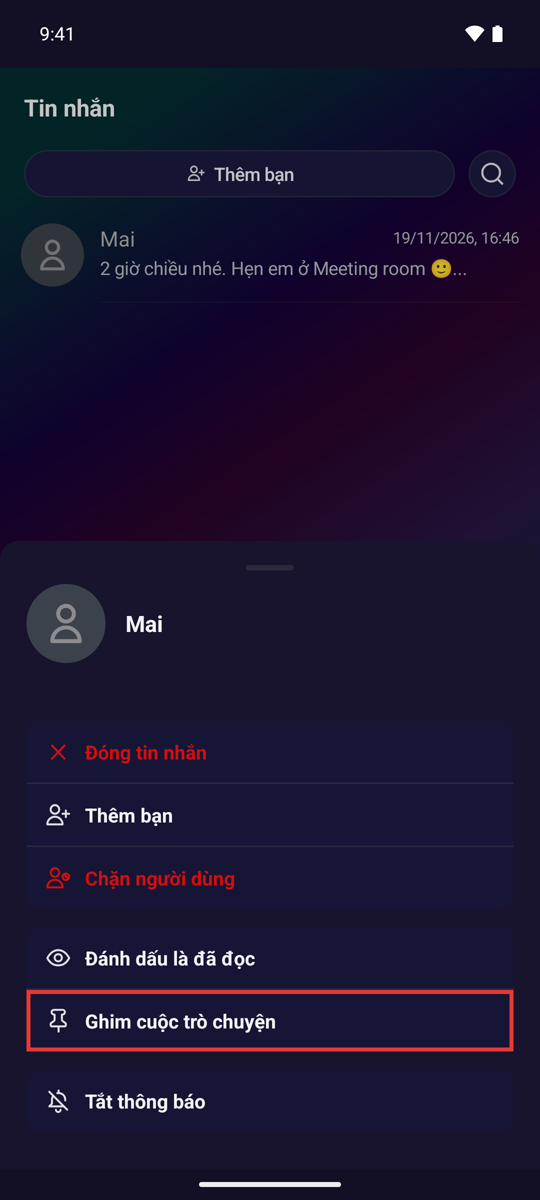 9:41
Tin nhắn
Thêm bạn
Mai
19/11/2026, 16:46
2 giờ chiều nhé. Hẹn em ở Meeting room 🙂...
Mai
Đóng tin nhắn
Thêm bạn
Chặn người dùng
Đánh dấu là đã đọc
Ghim cuộc trò chuyện
Tắt thông báo